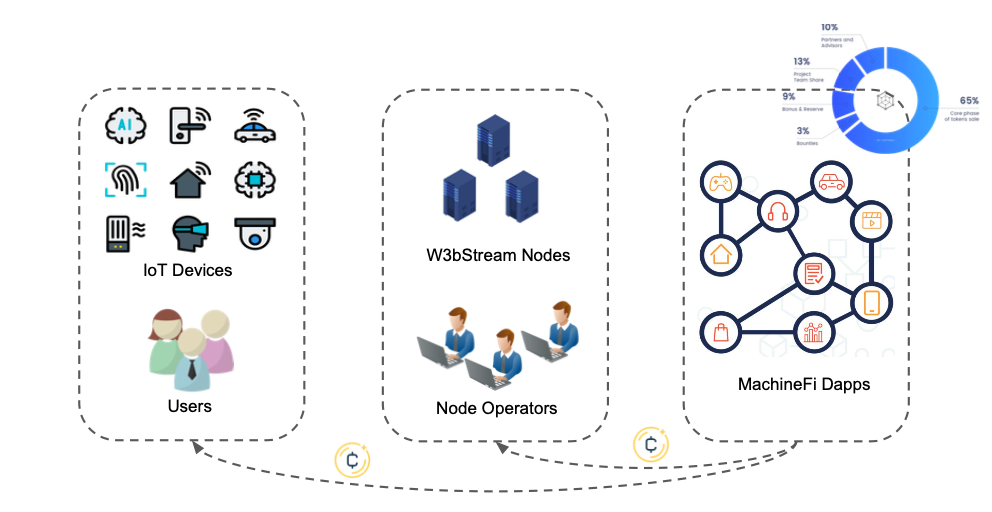 10%
Partners and
Advisors
13%
Project
Team Share
9%
Bonus & Reserve
3%
Bounties
65%
Core phase
of tokens sale
AI
IoT Devices
Users
W3bStream Nodes
Node Operators
MachineFi Dapps